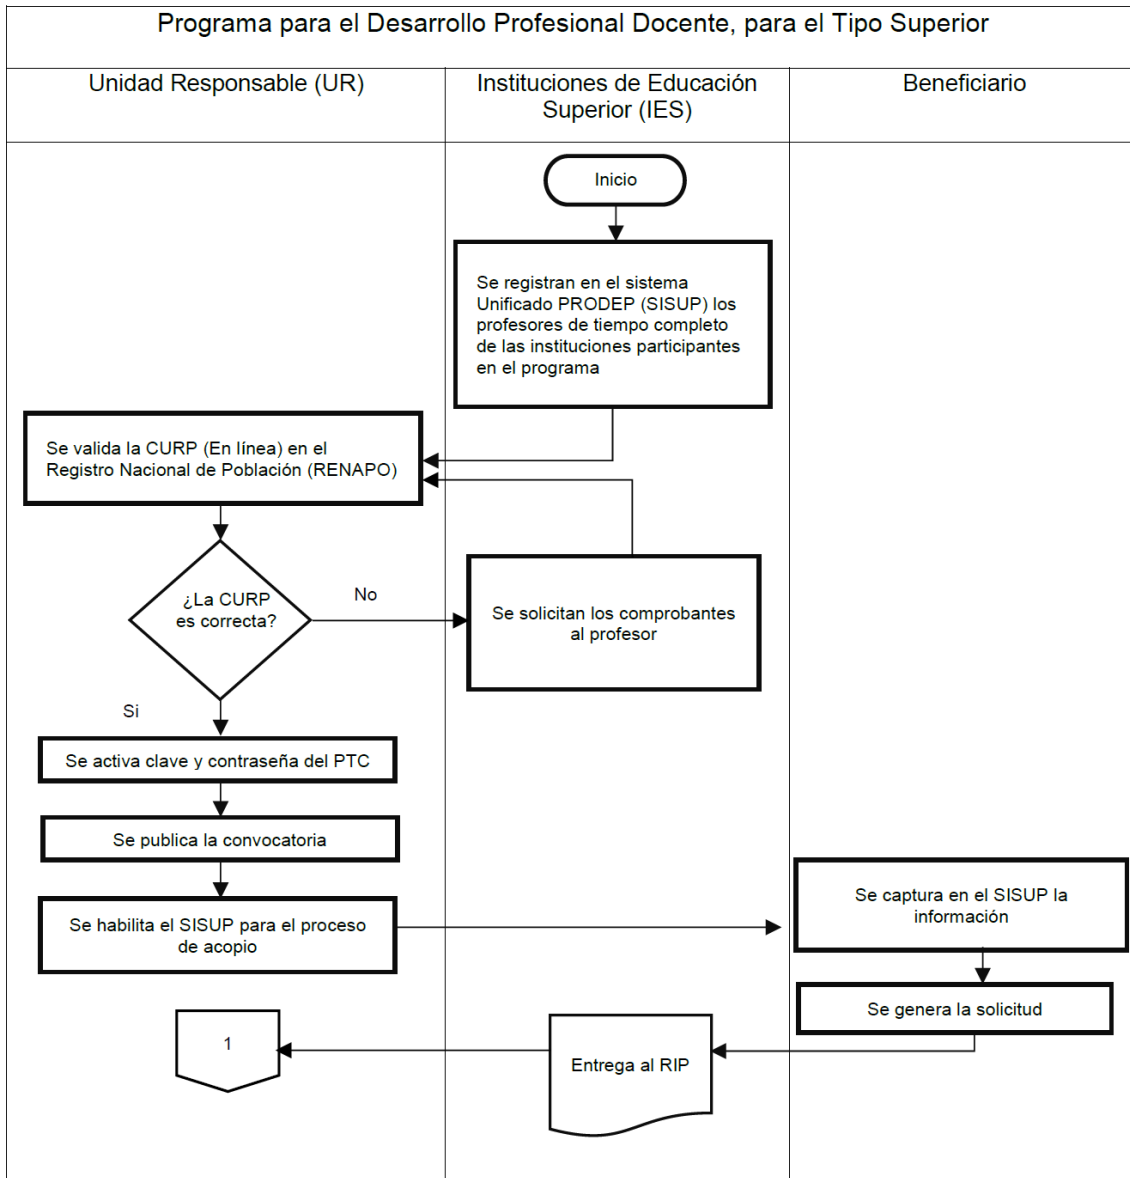 Programa para el Desarrollo Profesional Docente, para el Tipo Superior
Unidad Responsable (UR)
Instituciones de Educación
Superior (IES)
Beneficiario
Inicio
Se registran en el sistema
Unificado PRODEP (SISUP) los
profesores de tiempo completo
de las instituciones participantes
en el programa
Se valida la CURP (En línea) en el
Registro Nacional de Población (RENAPO)
¿La CURP
es correcta?
No
Se solicitan los comprobantes
al profesor
Si
Se activa clave y contraseña del PTC
Se publica la convocatoria
Se habilita el SISUP para el proceso
de acopio
Se captura en el SISUP la
información
Se genera la solicitud
Entrega al RIP
1